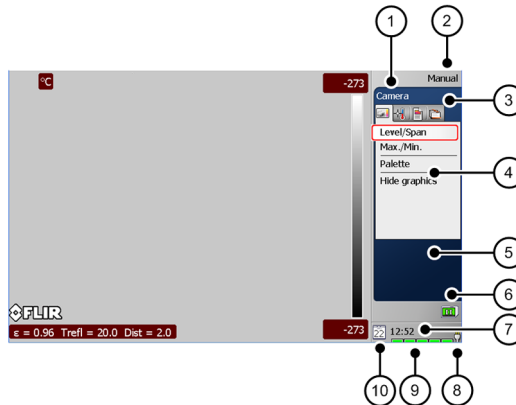 1
2
°C
-273
Manual
Camera
3
Level/Span
Max./Min.
Palette
4
Hide graphics
5
6
FLIR
ε = 0.96 Trefl = 20.0 Dist = 2.0
-273
22
12:52
7
10
9
8